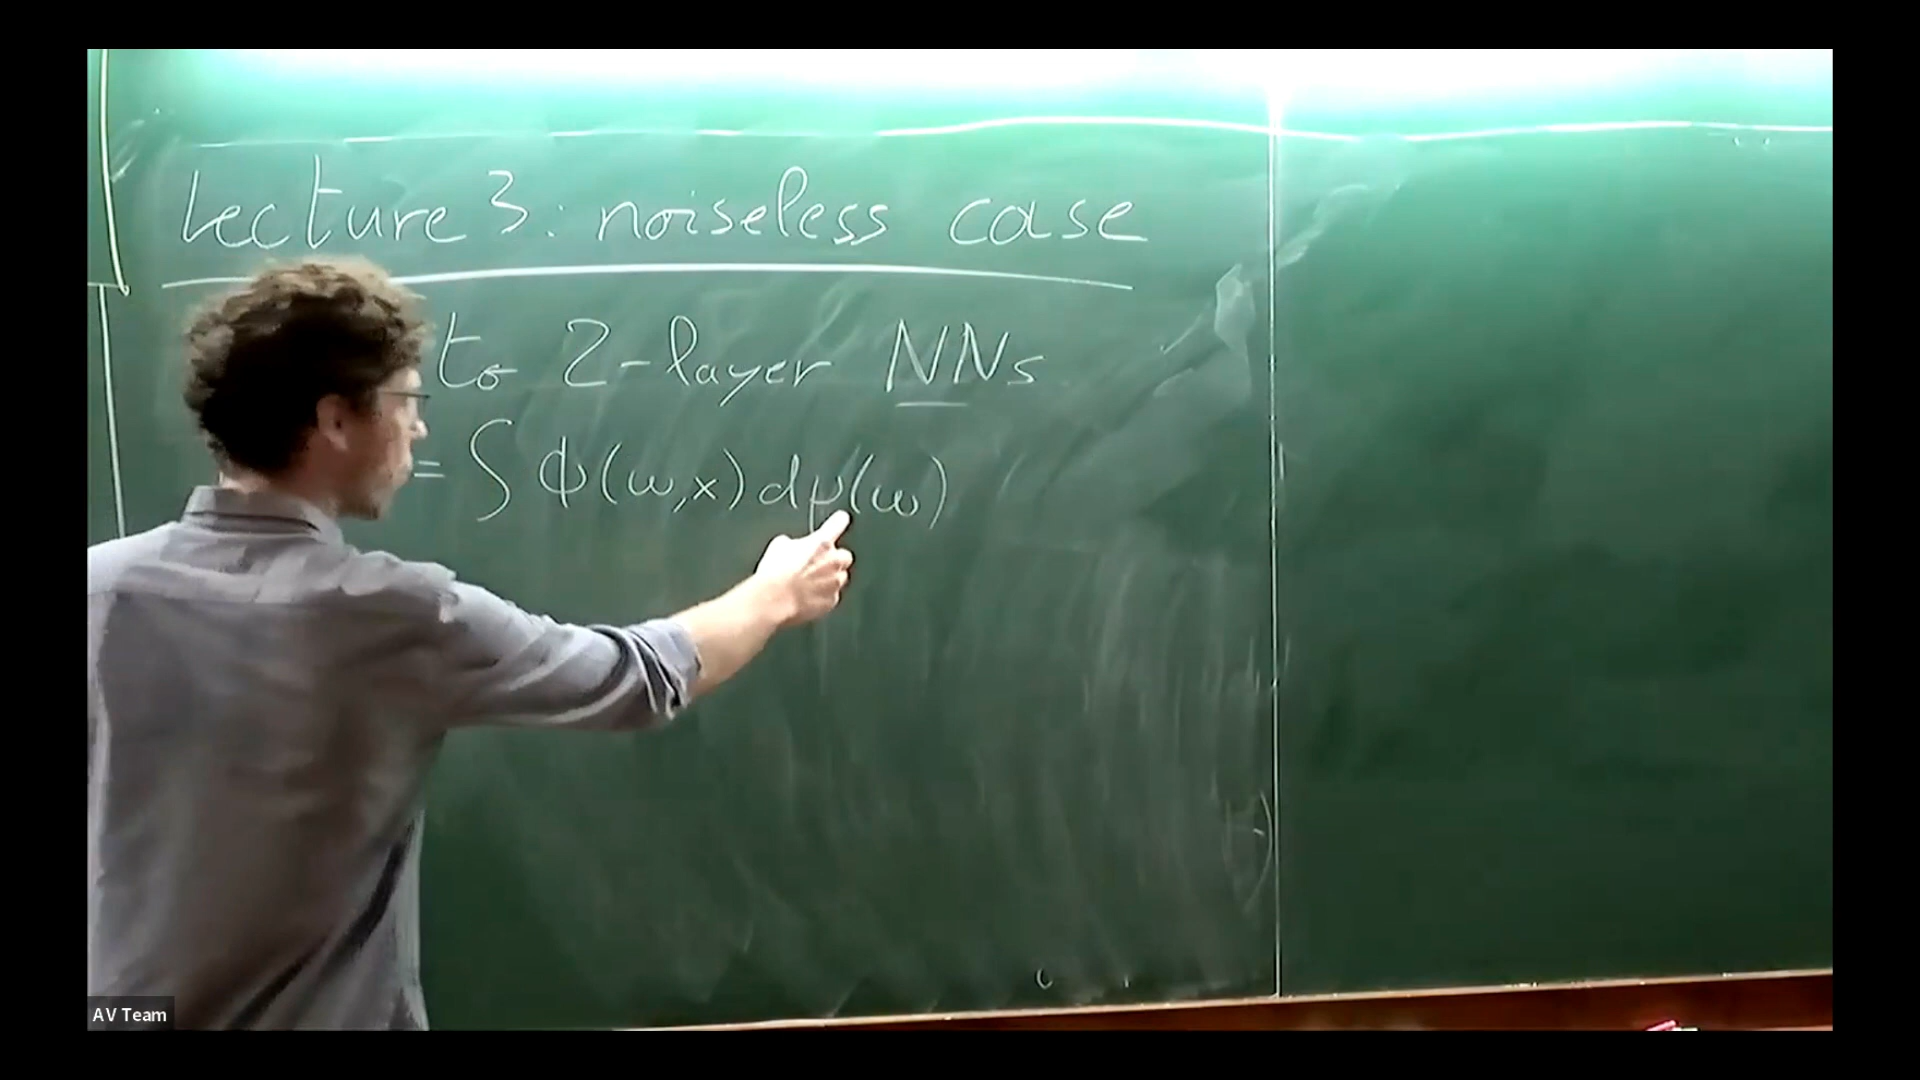 Lecture 3: noiseless case
to 2-layer NNs
= ∫ ϕ(ω,x) dμ(ω)
AV Team